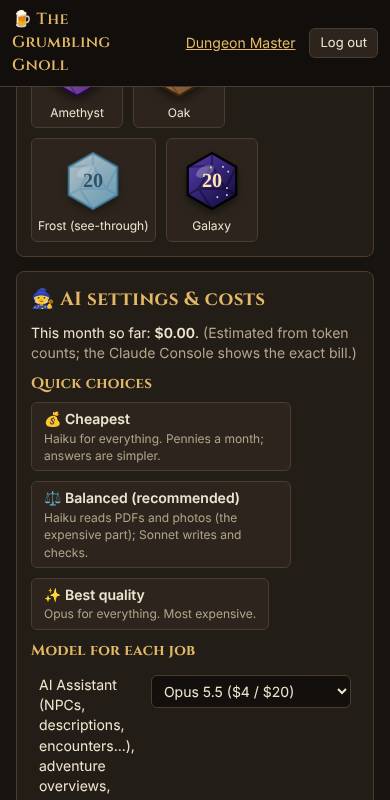 🍺 The
Grumbling
Gnoll
Dungeon Master
Log out
Amethyst
Oak
20
20
Frost (see-through)
Galaxy
🧙 AI settings & costs
This month so far: $0.00. (Estimated from token
counts; the Claude Console shows the exact bill.)
Quick choices
💰 Cheapest
Haiku for everything. Pennies a month;
answers are simpler.
⚖️ Balanced (recommended)
Haiku reads PDFs and photos (the
expensive part); Sonnet writes and
checks.
✨ Best quality
Opus for everything. Most expensive.
Model for each job
AI Assistant
(NPCs,
descriptions,
encounters…),
adventure
overviews,
Opus 5.5 ($4 / $20)